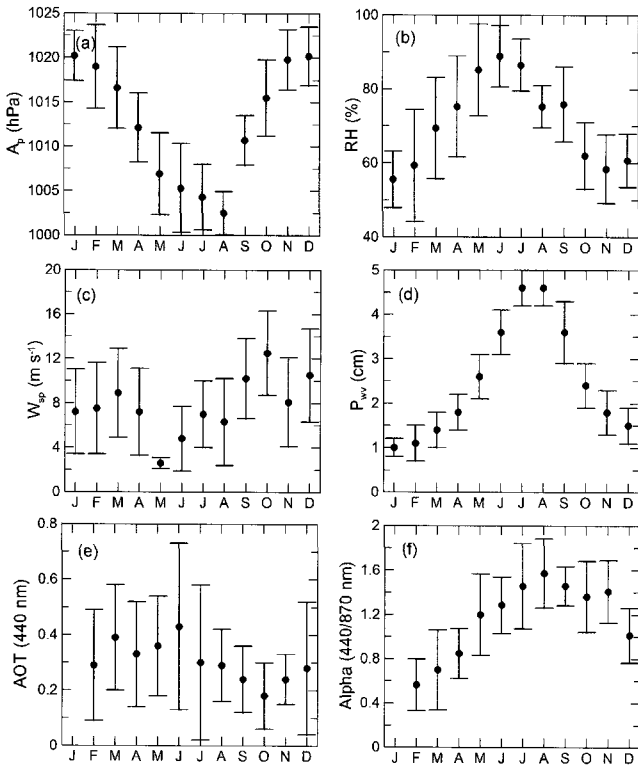 (a)
1020
1015
1010
1005
1000
A_p (hPa)
J F M A M J J A S O N D
(b)
100
80
60
40
RH (%)
J F M A M J J A S O N D
(c)
20
16
12
8
4
0
W_sp (m s⁻¹)
J F M A M J J A S O N D
(d)
5
4
3
2
1
0
P_wv (cm)
J F M A M J J A S O N D
(e)
0.8
0.6
0.4
0.2
0
AOT (440 nm)
J F M A M J J A S O N D
(f)
2
1.6
1.2
0.8
0.4
0
Alpha (440/870 nm)
J F M A M J J A S O N D